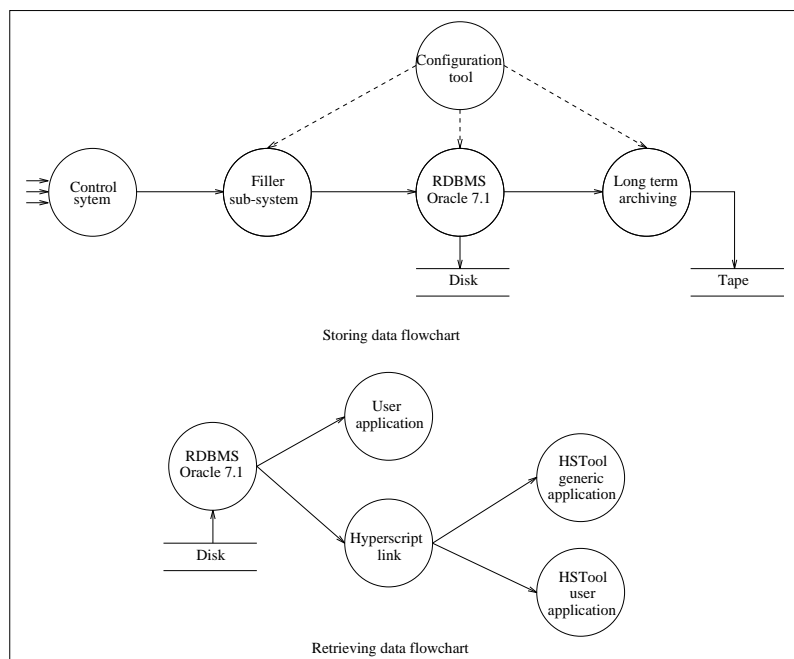 Configuration
tool
Control
sytem
Filler
sub-system
RDBMS
Oracle 7.1
Long term
archiving
Disk
Tape
Storing data flowchart
User
application
RDBMS
Oracle 7.1
HSTool
generic
application
Hyperscript
link
Disk
HSTool
user
application
Retrieving data flowchart